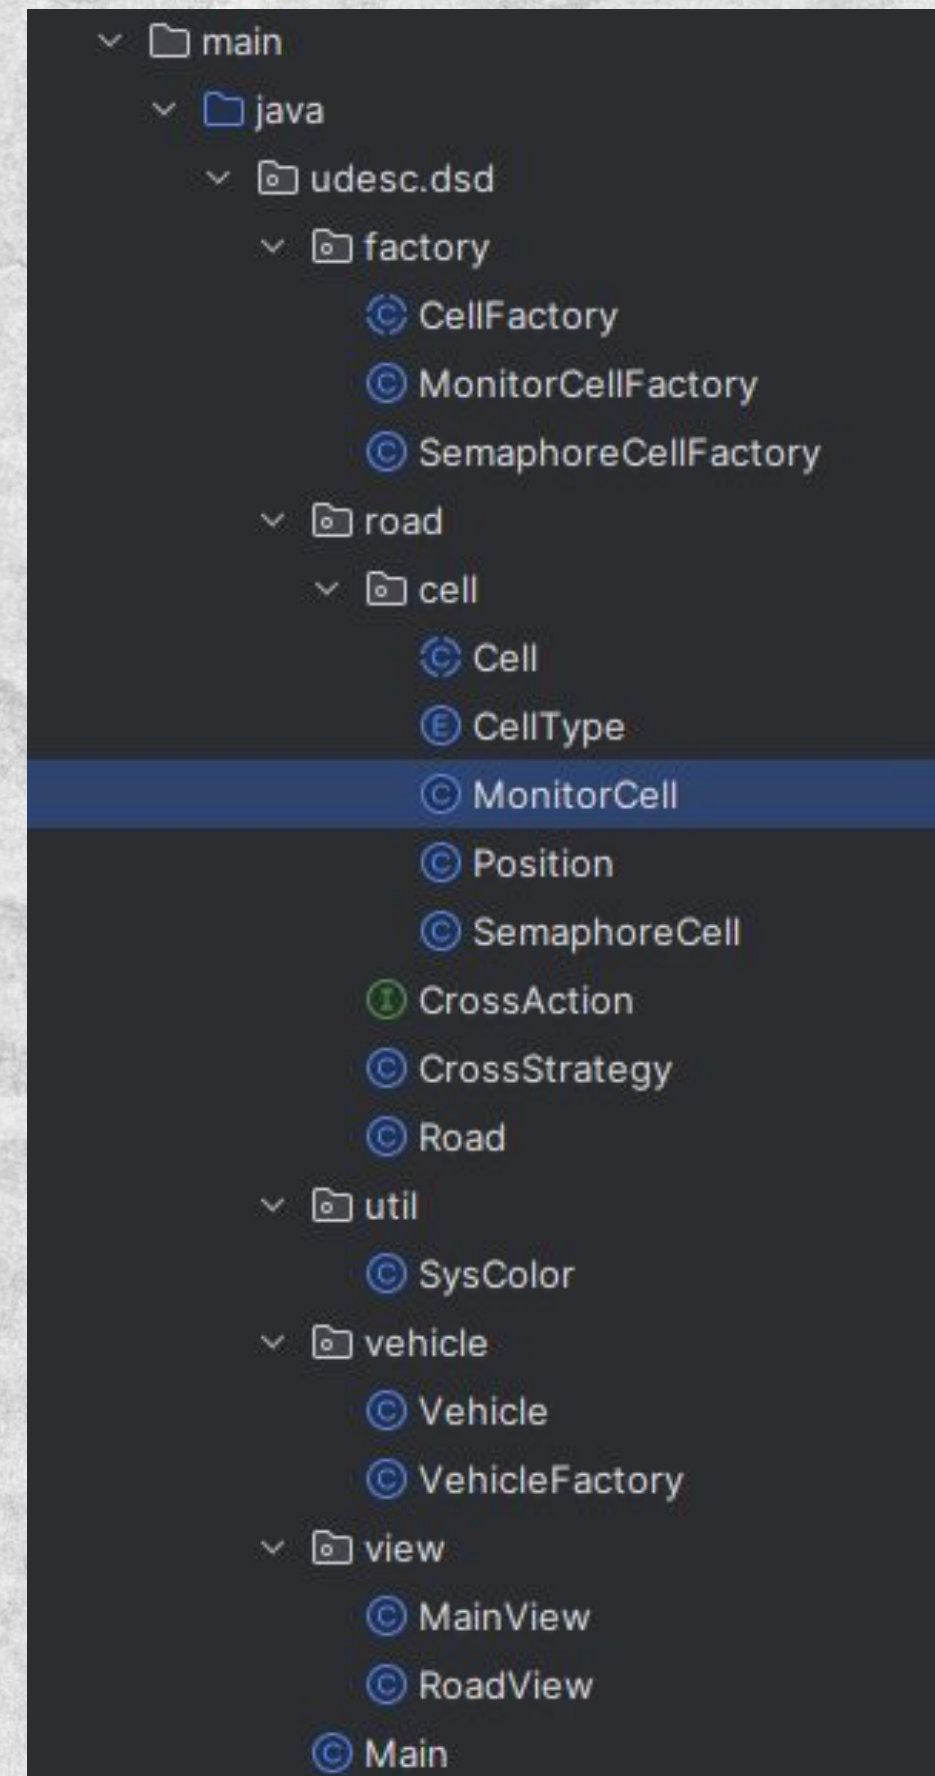 main
java
udesc.dsd
factory
CellFactory
MonitorCellFactory
SemaphoreCellFactory
road
cell
Cell
CellType
MonitorCell
Position
SemaphoreCell
CrossAction
CrossStrategy
Road
util
SysColor
vehicle
Vehicle
VehicleFactory
view
MainView
RoadView
Main